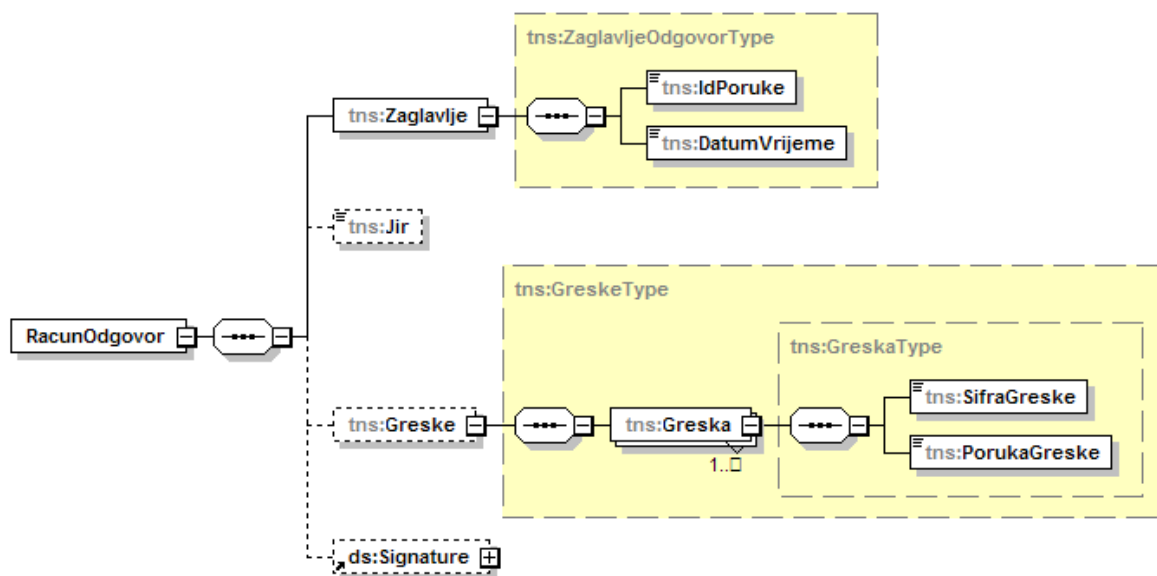 tns:ZaglavljeOdgovorType
tns:IdPoruke
tns:Zaglavlje
tns:DatumVrijeme
tns:Jir
tns:GreskeType
RacunOdgovor
tns:GreskaType
tns:SifraGreske
tns:Greske
tns:Greska
tns:PorukaGreske
1..□
ds:Signature